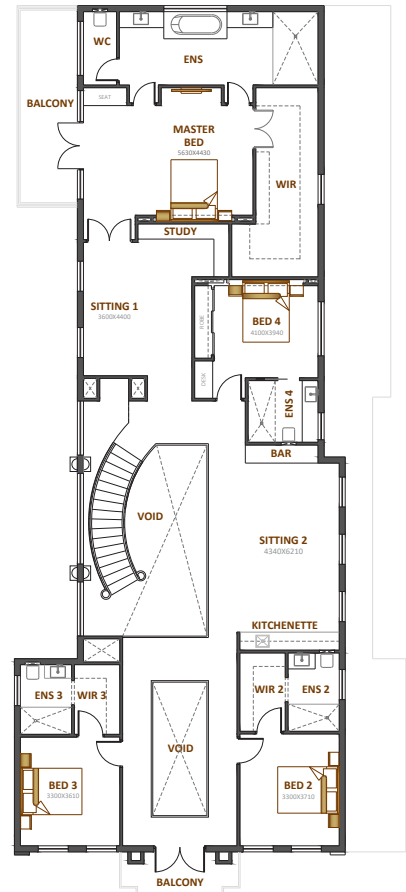 WC
ENS
BALCONY
SEAT
MASTER
BED
5630X4430
WIR
STUDY
SITTING 1
3600X4400
ROBE
BED 4
4100X3940
DESK
ENS 4
BAR
VOID
SITTING 2
4340X6210
KITCHENETTE
ENS 3
WIR 3
WIR 2
ENS 2
VOID
BED 3
3300X3610
BED 2
3300X3710
BALCONY